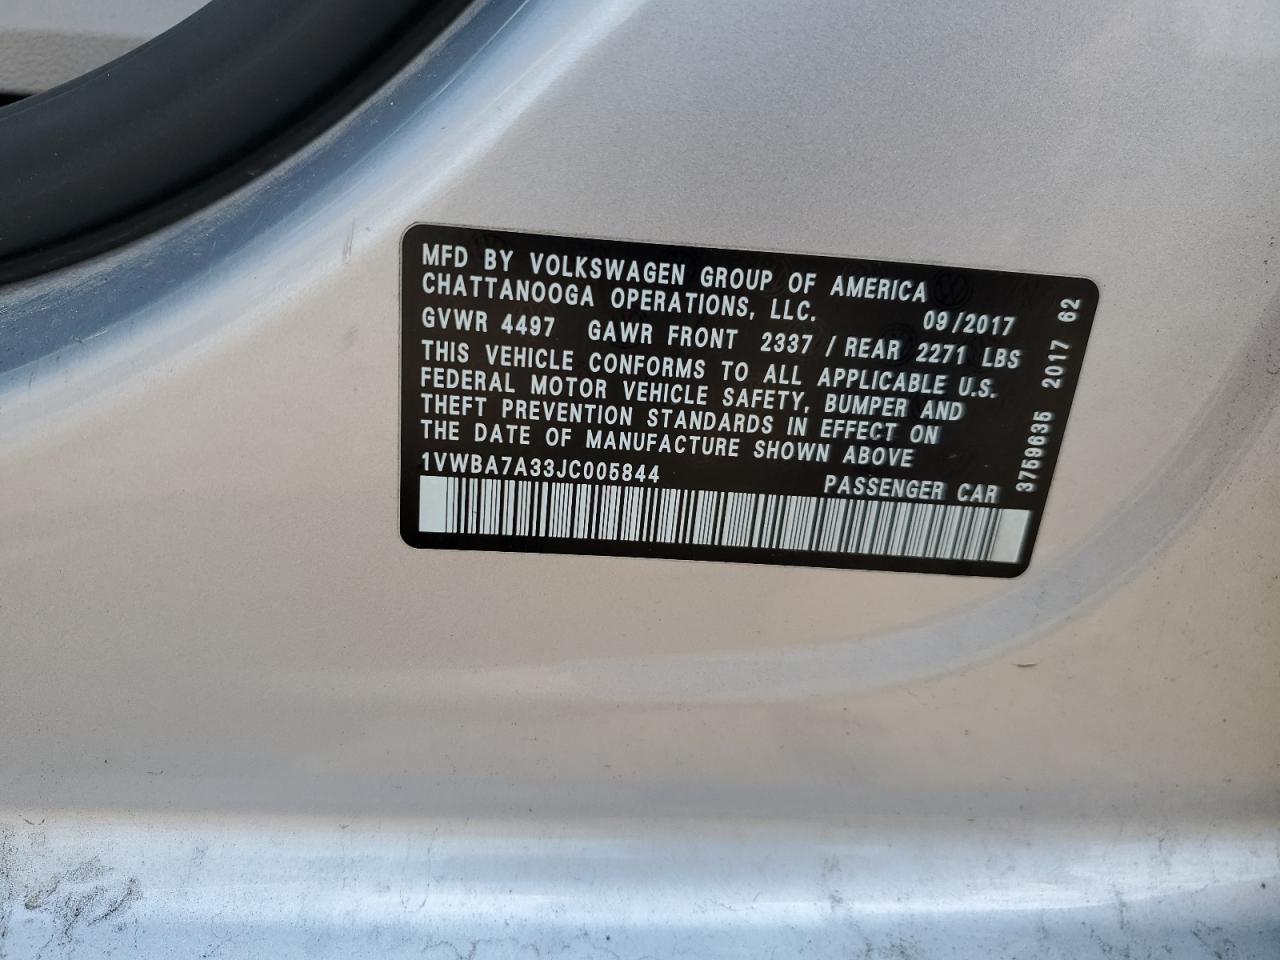 MFD BY VOLKSWAGEN GROUP OF AMERICA
CHATTANOOGA OPERATIONS, LLC.
09/2017
GVWR 4497 GAWR FRONT 2337 / REAR 2271 LBS
THIS VEHICLE CONFORMS TO ALL APPLICABLE U.S.
FEDERAL MOTOR VEHICLE SAFETY, BUMPER AND
THEFT PREVENTION STANDARDS IN EFFECT ON
THE DATE OF MANUFACTURE SHOWN ABOVE
1VWBA7A33JC005844
PASSENGER CAR
3759635 2017 62